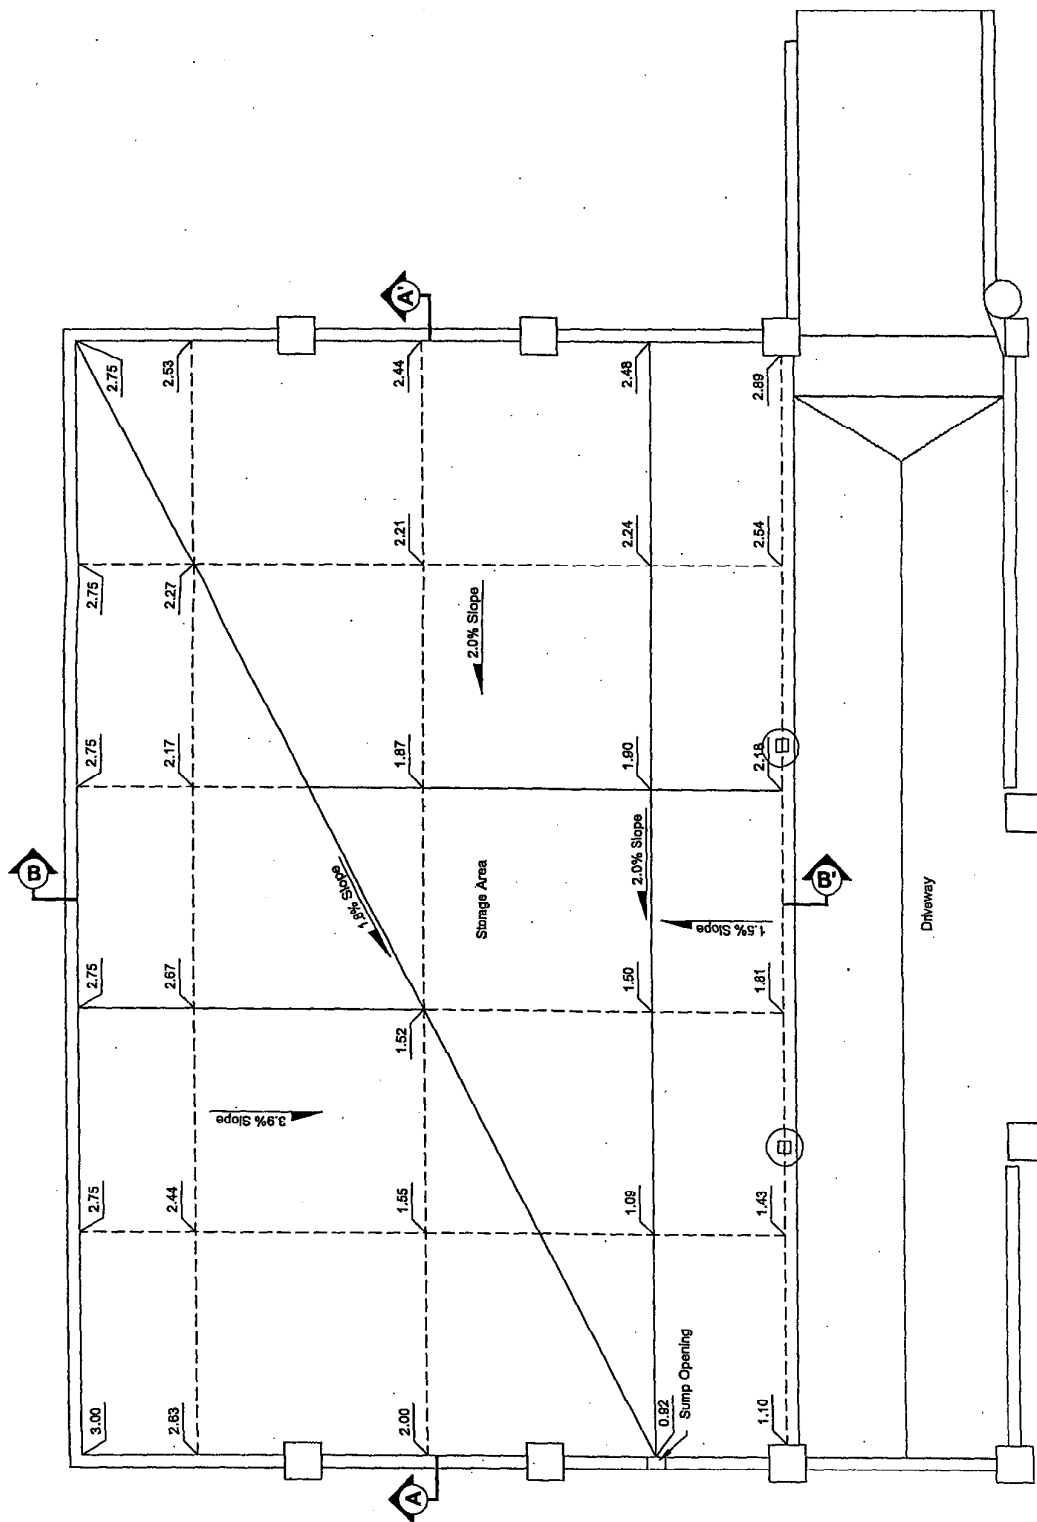 B
A'
2.75
2.53
2.44
2.48
2.89
2.75
2.27
2.21
2.24
2.54
2.0% Slope
2.75
2.17
1.87
1.90
2.18
1.8% Slope
Storage Area
2.0% Slope
1.5% Slope
B'
Driveway
2.75
2.67
1.52
1.50
1.81
3.9% Slope
2.75
2.44
1.55
1.09
1.43
3.00
2.63
2.00
0.92
Sump Opening
1.10
A